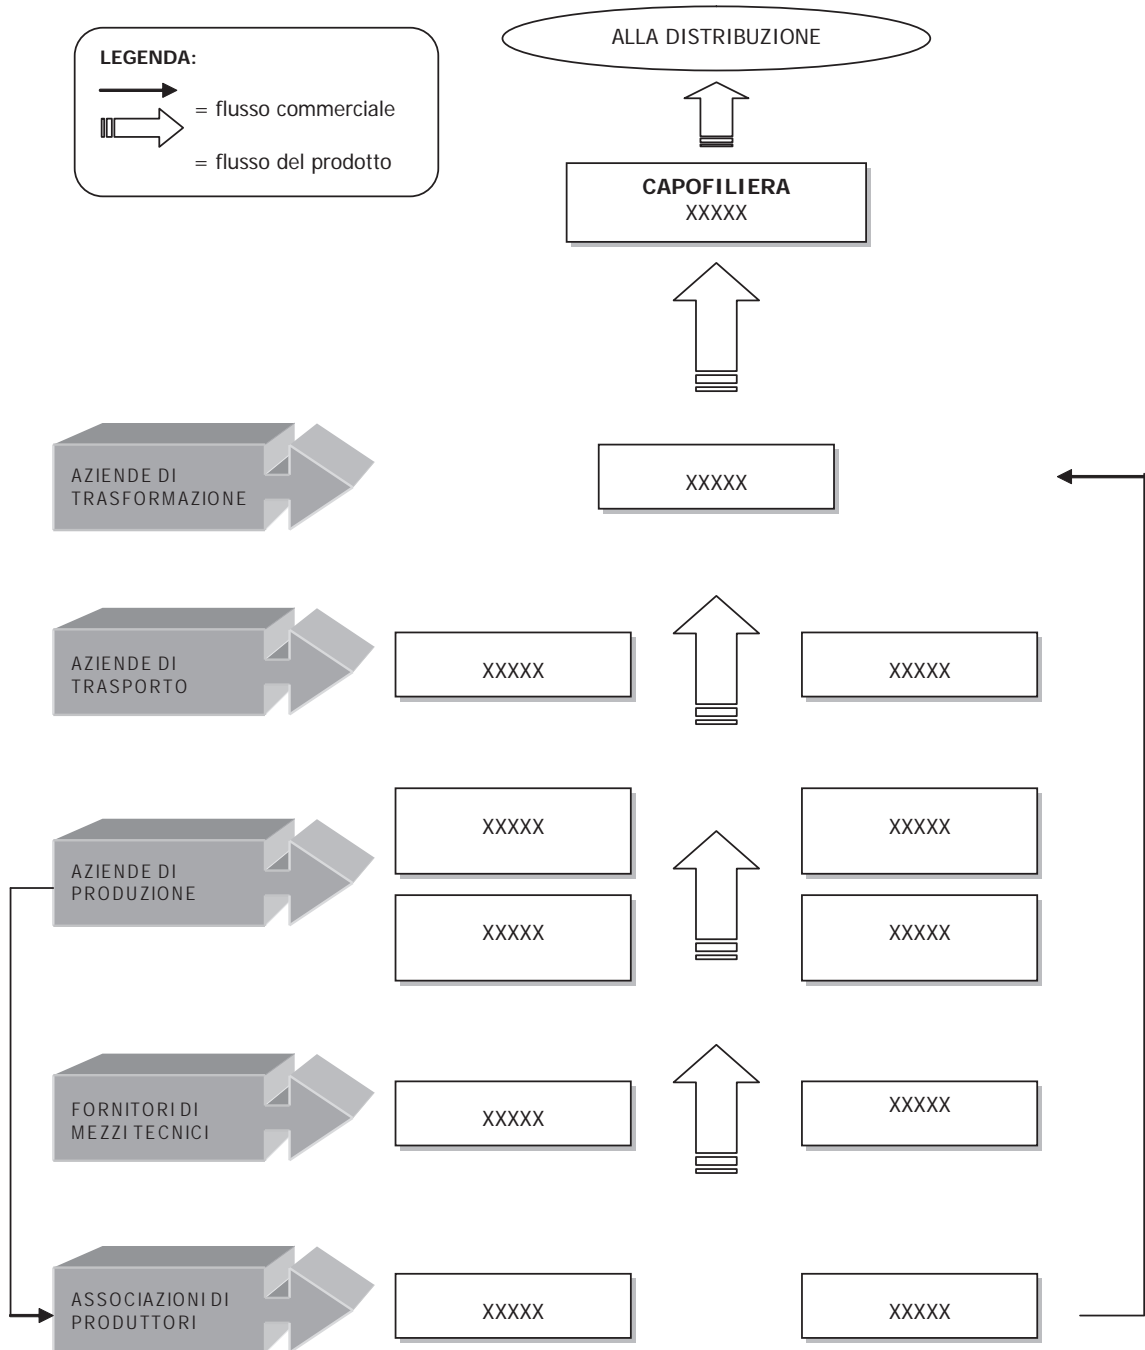 LEGENDA:
= flusso commerciale
= flusso del prodotto
ALLA DISTRIBUZIONE
CAPOFILIERA
XXXXX
AZIENDE DI
TRASFORMAZIONE
XXXXX
AZIENDE DI
TRASPORTO
XXXXX
XXXXX
AZIENDE DI
PRODUZIONE
XXXXX
XXXXX
XXXXX
XXXXX
FORNITORI DI
MEZZI TECNICI
XXXXX
XXXXX
ASSOCIAZIONI DI
PRODUTTORI
XXXXX
XXXXX